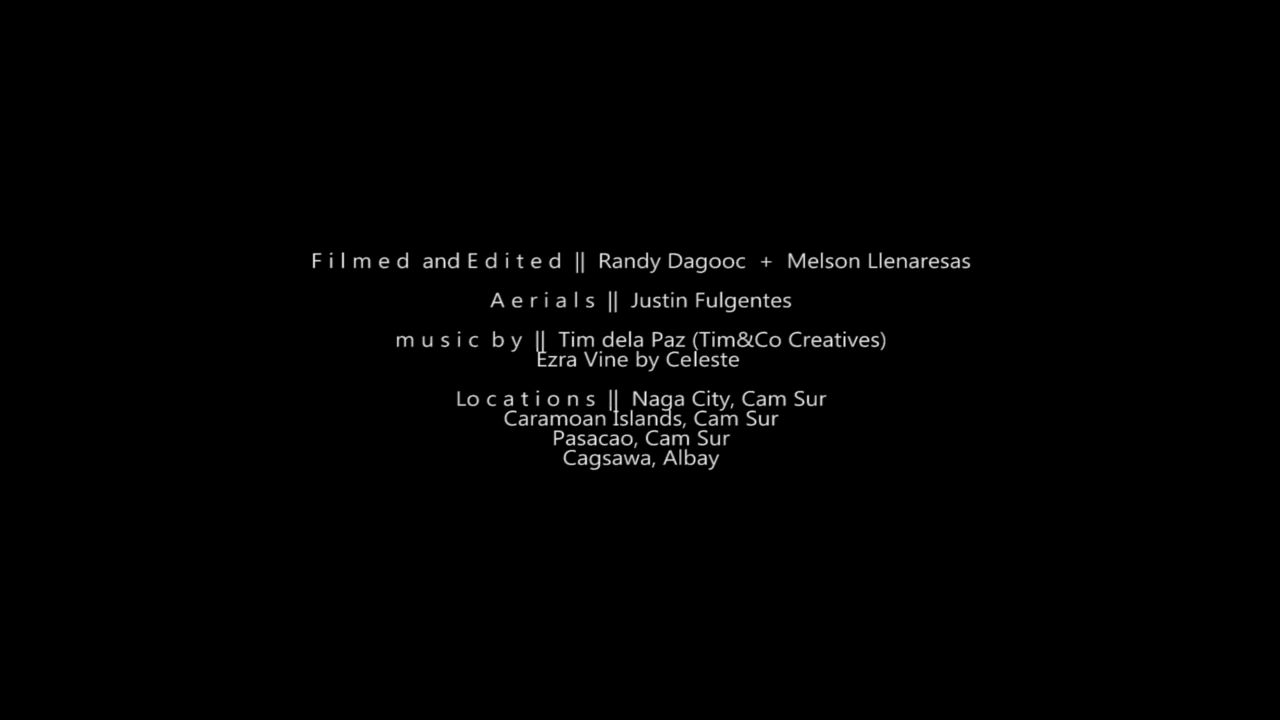 F i l m e d  and E d i t e d  ||  Randy Dagooc  +  Melson Llenaresas
A e r i a l s  ||  Justin Fulgentes
m u s i c  b y  ||  Tim dela Paz (Tim&Co Creatives)
Ezra Vine by Celeste
Lo c a t i o n s  ||  Naga City, Cam Sur
Caramoan Islands, Cam Sur
Pasacao, Cam Sur
Cagsawa, Albay